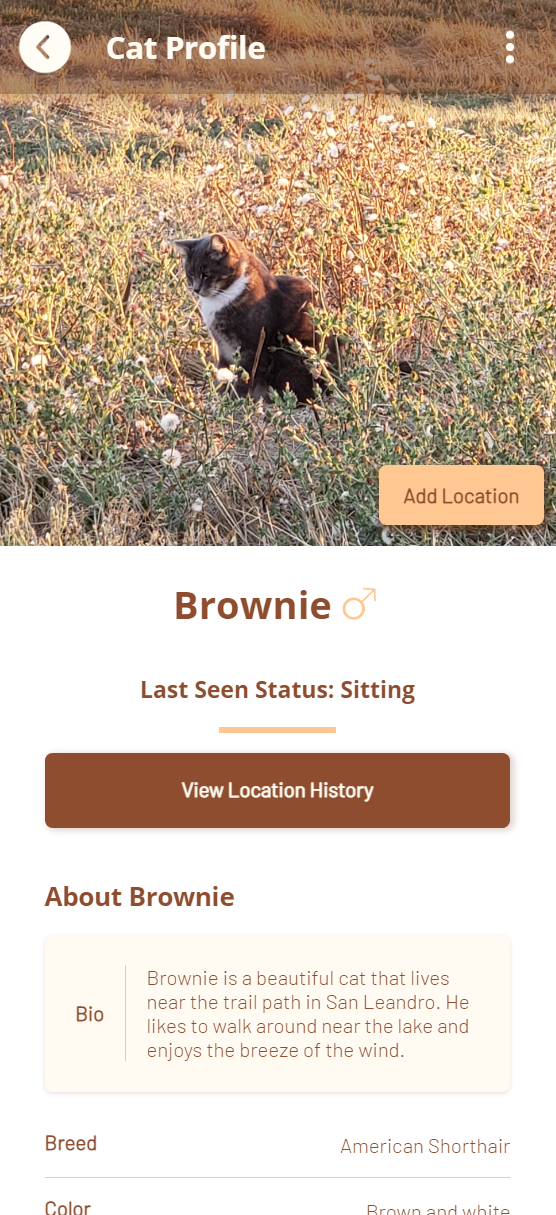 Cat Profile
Add Location
Brownie
Last Seen Status: Sitting
View Location History
About Brownie
Bio
Brownie is a beautiful cat that lives
near the trail path in San Leandro. He
likes to walk around near the lake and
enjoys the breeze of the wind.
Breed American Shorthair
Color Brown and white